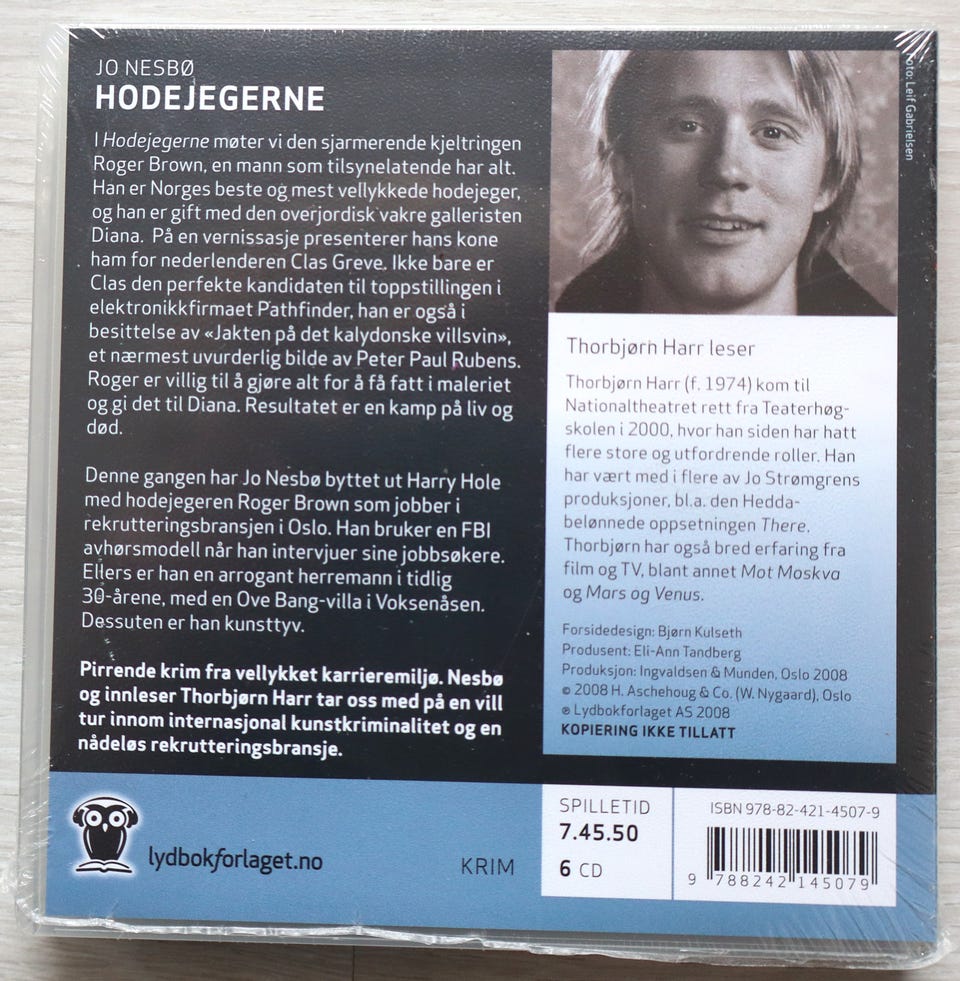 JO NESBØ
HODEJEGERNE
I Hodejegerne møter vi den sjarmerende kjeltringen
Roger Brown, en mann som tilsynelatende har alt.
Han er Norges beste og mest vellykkede hodejeger,
og han er gift med den overjordisk vakre galleristen
Diana. På en vernissasje presenterer hans kone
ham for nederlenderen Clas Greve. Ikke bare er
Clas den perfekte kandidaten til toppstillingen i
elektronikkfirmaet Pathfinder, han er også i
besittelse av «Jakten på det kalydonske villsvin»,
et nærmest uvurderlig bilde av Peter Paul Rubens.
Roger er villig til å gjøre alt for å få fatt i maleriet
og gi det til Diana. Resultatet er en kamp på liv og
død.
Denne gangen har Jo Nesbø byttet ut Harry Hole
med hodejegeren Roger Brown som jobber i
rekrutteringsbransjen i Oslo. Han bruker en FBI
avhørsmodell når han intervjuer sine jobbsøkere.
Ellers er han en arrogant herremann i tidlig
30-årene, med en Ove Bang-villa i Voksenåsen.
Dessuten er han kunsttyv.
Pirrende krim fra vellykket karrieremiljø. Nesbø
og innleser Thorbjørn Harr tar oss med på en vill
tur innom internasjonal kunstkriminalitet og en
nådeløs rekrutteringsbransje.
Foto: Leif Gabrielsen
Thorbjørn Harr leser
Thorbjørn Harr (f. 1974) kom til
Nationaltheatret rett fra Teaterhøg-
skolen i 2000, hvor han siden har hatt
flere store og utfordrende roller. Han
har vært med i flere av Jo Strømgrens
produksjoner, bl.a. den Hedda-
belønnede oppsetningen There.
Thorbjørn har også bred erfaring fra
film og TV, blant annet Mot Moskva
og Mars og Venus.
Forsidedesign: Bjørn Kulseth
Produsent: Eli-Ann Tandberg
Produksjon: Ingvaldsen & Munden, Oslo 2008
© 2008 H. Aschehoug & Co. (W. Nygaard), Oslo
℗ Lydbokforlaget AS 2008
KOPIERING IKKE TILLATT
lydbokforlaget.no
KRIM
SPILLETID
7.45.50
6 CD
ISBN 978-82-421-4507-9
9 788242 145079